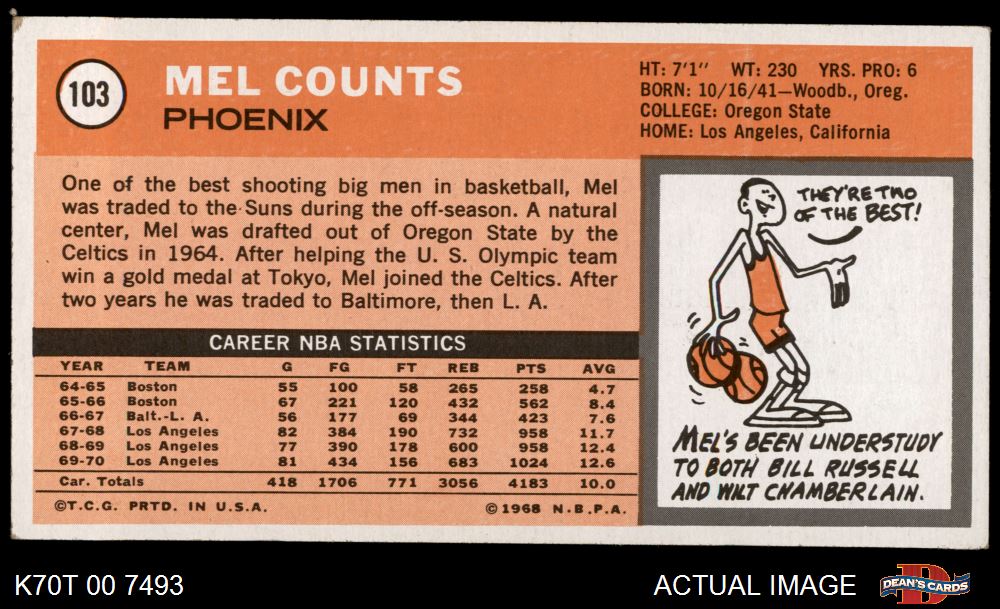 103
MEL COUNTS
PHOENIX
HT: 7'1" WT: 230 YRS. PRO: 6
BORN: 10/16/41—Woodb., Oreg.
COLLEGE: Oregon State
HOME: Los Angeles, California
One of the best shooting big men in basketball, Mel
was traded to the Suns during the off-season. A natural
center, Mel was drafted out of Oregon State by the
Celtics in 1964. After helping the U. S. Olympic team
win a gold medal at Tokyo, Mel joined the Celtics. After
two years he was traded to Baltimore, then L. A.
CAREER NBA STATISTICS
YEAR TEAM G FG FT REB PTS AVG
64-65 Boston 55 100 58 265 258 4.7
65-66 Boston 67 221 120 432 562 8.4
66-67 Balt.-L. A. 56 177 69 344 423 7.6
67-68 Los Angeles 82 384 190 732 958 11.7
68-69 Los Angeles 77 390 178 600 958 12.4
69-70 Los Angeles 81 434 156 683 1024 12.6
Car. Totals 418 1706 771 3056 4183 10.0
©T.C.G. PRTD. IN U.S.A. ©1968 N.B.P.A.
THEY'RE TWO
OF THE BEST!
MEL'S BEEN UNDERSTUDY
TO BOTH BILL RUSSELL
AND WILT CHAMBERLAIN.
K70T 00 7493
ACTUAL IMAGE
D
DEAN'S CARDS